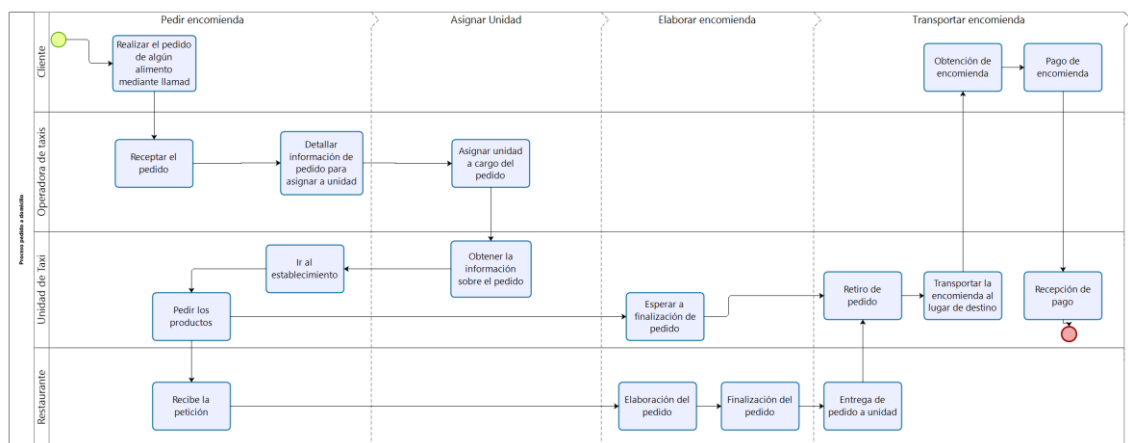 Pedir encomienda
Asignar Unidad
Elaborar encomienda
Transportar encomienda
Proceso pedido a domicilio
Cliente
Realizar el pedido
de algún
alimento
mediante llamad
Obtención de
encomienda
Pago de
encomienda
Operadora de taxis
Receptar el
pedido
Detallar
información de
pedido para
asignar a unidad
Asignar unidad
a cargo del
pedido
Unidad de Taxi
Ir al
establecimiento
Obtener la
información
sobre el pedido
Pedir los
productos
Esperar a
finalización de
pedido
Retiro de
pedido
Transportar la
encomienda al
lugar de destino
Recepción de
pago
Restaurante
Recibe la
petición
Elaboración del
pedido
Finalización del
pedido
Entrega de
pedido a unidad